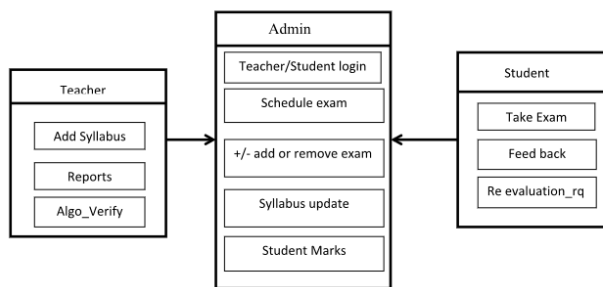 Teacher
Add Syllabus
Reports
Algo_Verify
Admin
Teacher/Student login
Schedule exam
+/- add or remove exam
Syllabus update
Student Marks
Student
Take Exam
Feed back
Re evaluation_rq